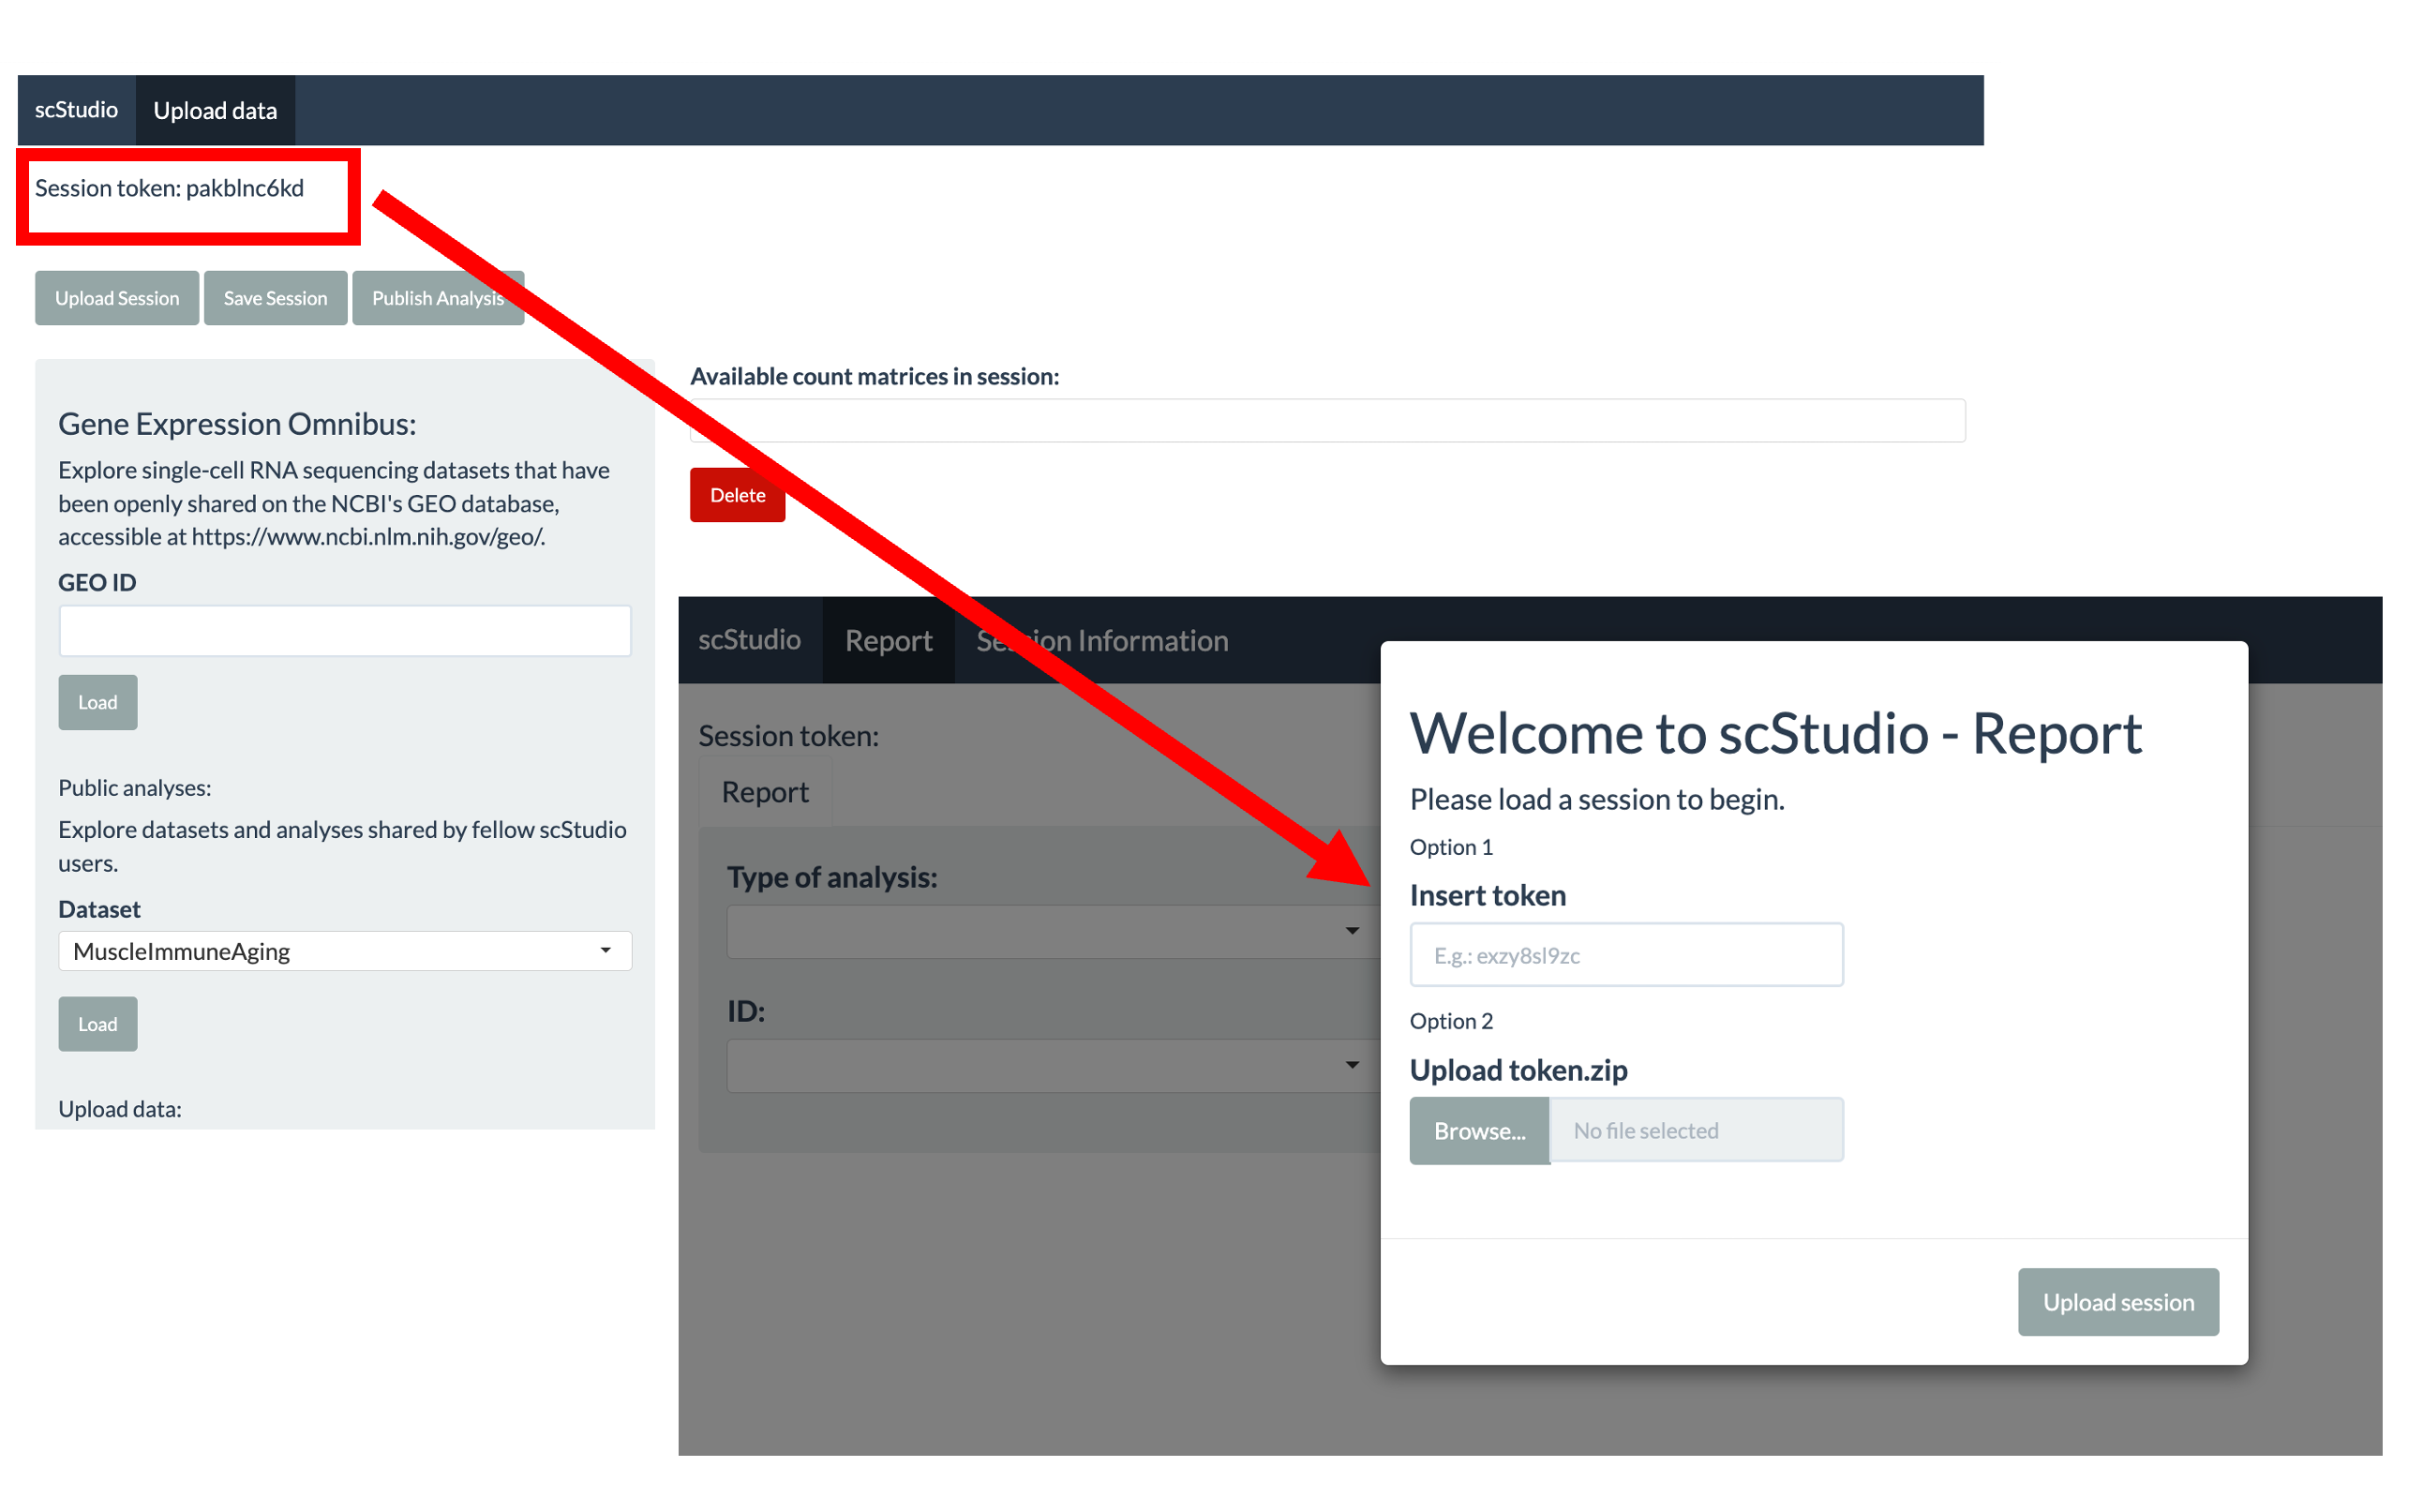 scStudio Upload data
Session token: pakblnc6kd
Upload Session Save Session Publish Analysis
Gene Expression Omnibus:
Explore single-cell RNA sequencing datasets that have
been openly shared on the NCBI's GEO database,
accessible at https://www.ncbi.nlm.nih.gov/geo/.
GEO ID
Load
Public analyses:
Explore datasets and analyses shared by fellow scStudio
users.
Dataset
MuscleImmuneAging
Load
Upload data:
Available count matrices in session:
Delete
scStudio Report Session Information
Session token:
Report
Type of analysis:
ID:
Welcome to scStudio - Report
Please load a session to begin.
Option 1
Insert token
E.g.: exzy8sl9zc
Option 2
Upload token.zip
Browse... No file selected
Upload session